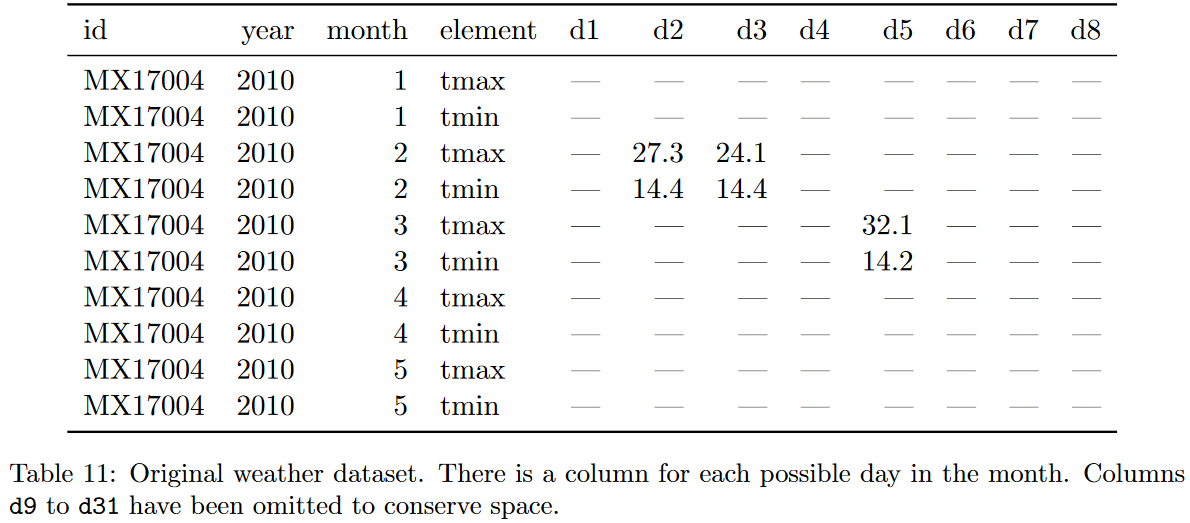 id year month element d1 d2 d3 d4 d5 d6 d7 d8
MX17004 2010 1 tmax — — — — — — — —
MX17004 2010 1 tmin — — — — — — — —
MX17004 2010 2 tmax — 27.3 24.1 — — — — —
MX17004 2010 2 tmin — 14.4 14.4 — — — — —
MX17004 2010 3 tmax — — — — 32.1 — — —
MX17004 2010 3 tmin — — — — 14.2 — — —
MX17004 2010 4 tmax — — — — — — — —
MX17004 2010 4 tmin — — — — — — — —
MX17004 2010 5 tmax — — — — — — — —
MX17004 2010 5 tmin — — — — — — — —
Table 11: Original weather dataset. There is a column for each possible day in the month. Columns
d9 to d31 have been omitted to conserve space.